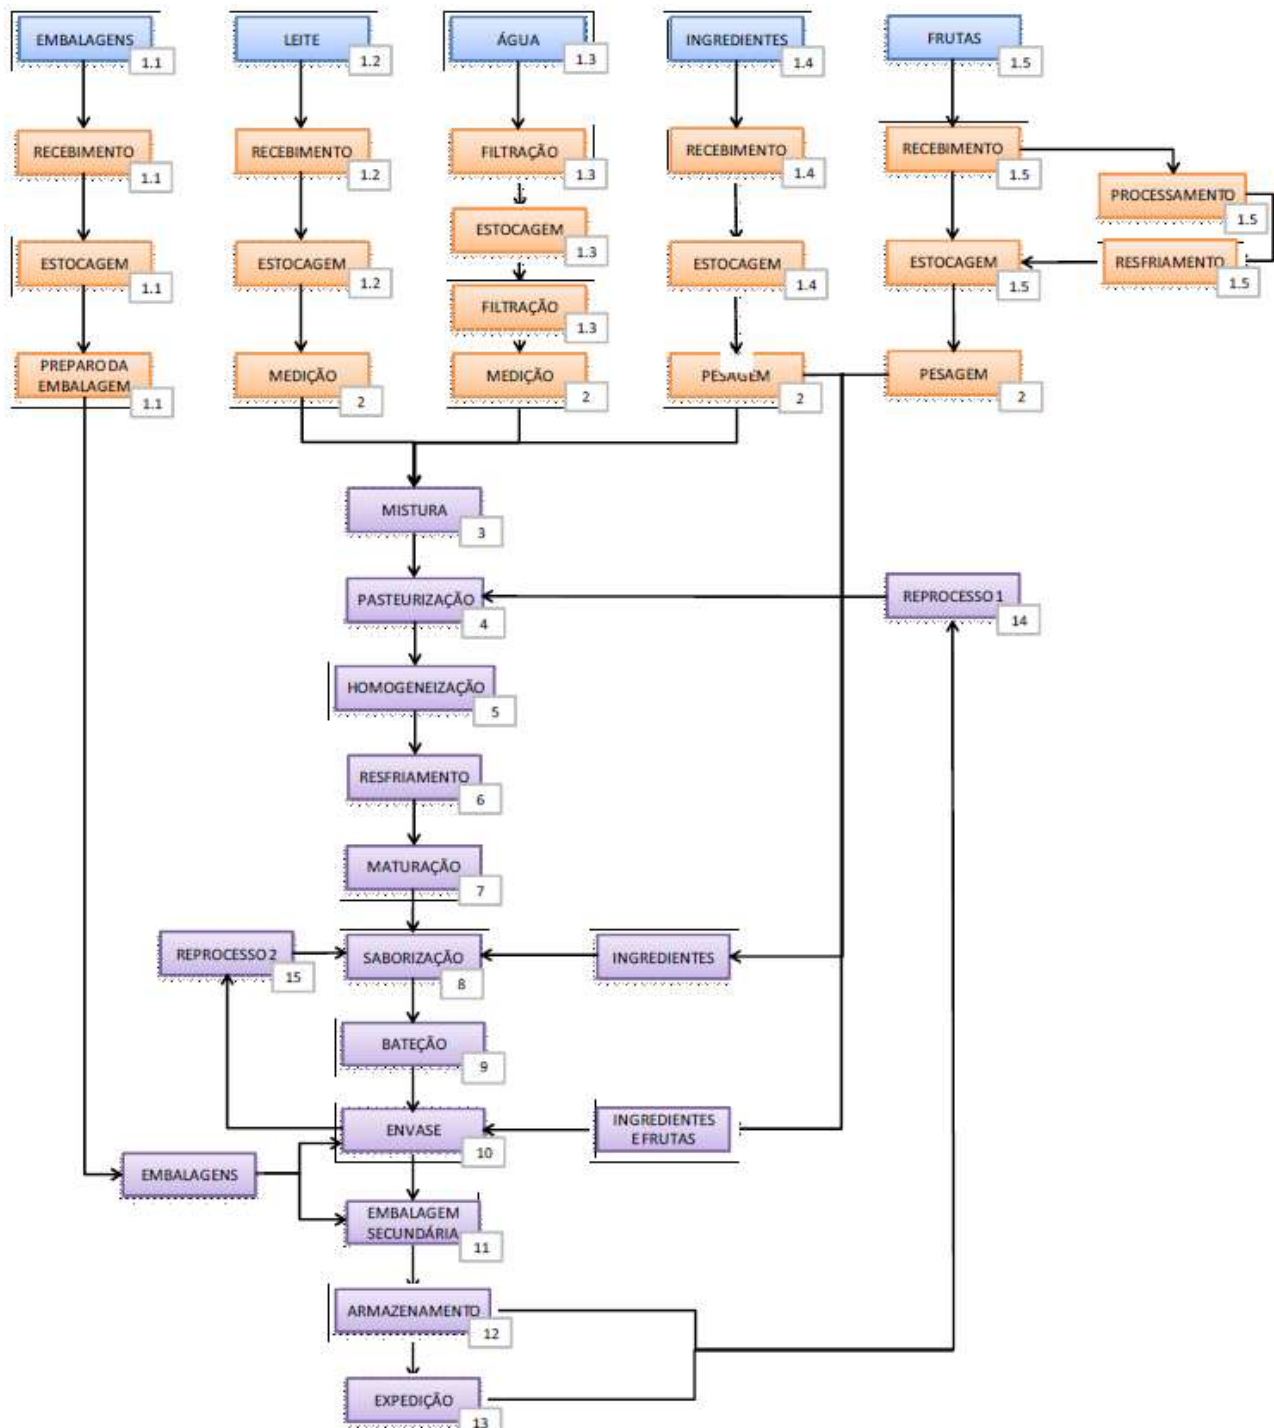 EMBALAGENS
1.1
LEITE
1.2
ÁGUA
1.3
INGREDIENTES
1.4
FRUTAS
1.5
RECEBIMENTO
1.1
RECEBIMENTO
1.2
FILTRAÇÃO
1.3
RECEBIMENTO
1.4
RECEBIMENTO
1.5
PROCESSAMENTO
1.5
ESTOCAGEM
1.3
ESTOCAGEM
1.1
ESTOCAGEM
1.2
ESTOCAGEM
1.4
ESTOCAGEM
1.5
RESFRIAMENTO
1.5
FILTRAÇÃO
1.3
PREPARO DA
EMBALAGEM
1.1
MEDIÇÃO
2
MEDIÇÃO
2
PESAGEM
2
PESAGEM
2
MISTURA
3
PASTEURIZAÇÃO
4
REPROCESSO 1
14
HOMOGENEIZAÇÃO
5
RESFRIAMENTO
6
MATURAÇÃO
7
REPROCESSO 2
15
SABORIZAÇÃO
8
INGREDIENTES
BATEÇÃO
9
ENVASE
10
INGREDIENTES
E FRUTAS
EMBALAGENS
EMBALAGEM
SECUNDÁRIA
11
ARMAZENAMENTO
12
EXPEDIÇÃO
13